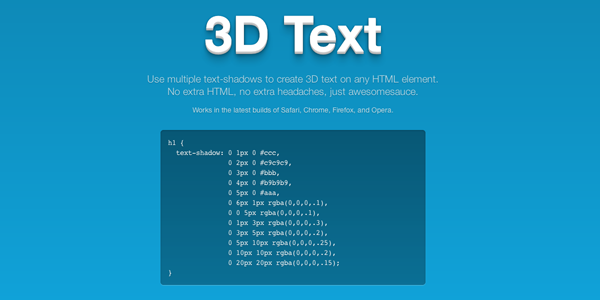 3D Text
Use multiple text-shadows to create 3D text on any HTML element.
No extra HTML, no extra headaches, just awesomesauce.
Works in the latest builds of Safari, Chrome, Firefox, and Opera.
h1 {
text-shadow: 0 1px 0 #ccc,
0 2px 0 #c9c9c9,
0 3px 0 #bbb,
0 4px 0 #b9b9b9,
0 5px 0 #aaa,
0 6px 1px rgba(0,0,0,.1),
0 0 5px rgba(0,0,0,.1),
0 1px 3px rgba(0,0,0,.3),
0 3px 5px rgba(0,0,0,.2),
0 5px 10px rgba(0,0,0,.25),
0 10px 10px rgba(0,0,0,.2),
0 20px 20px rgba(0,0,0,.15);
}